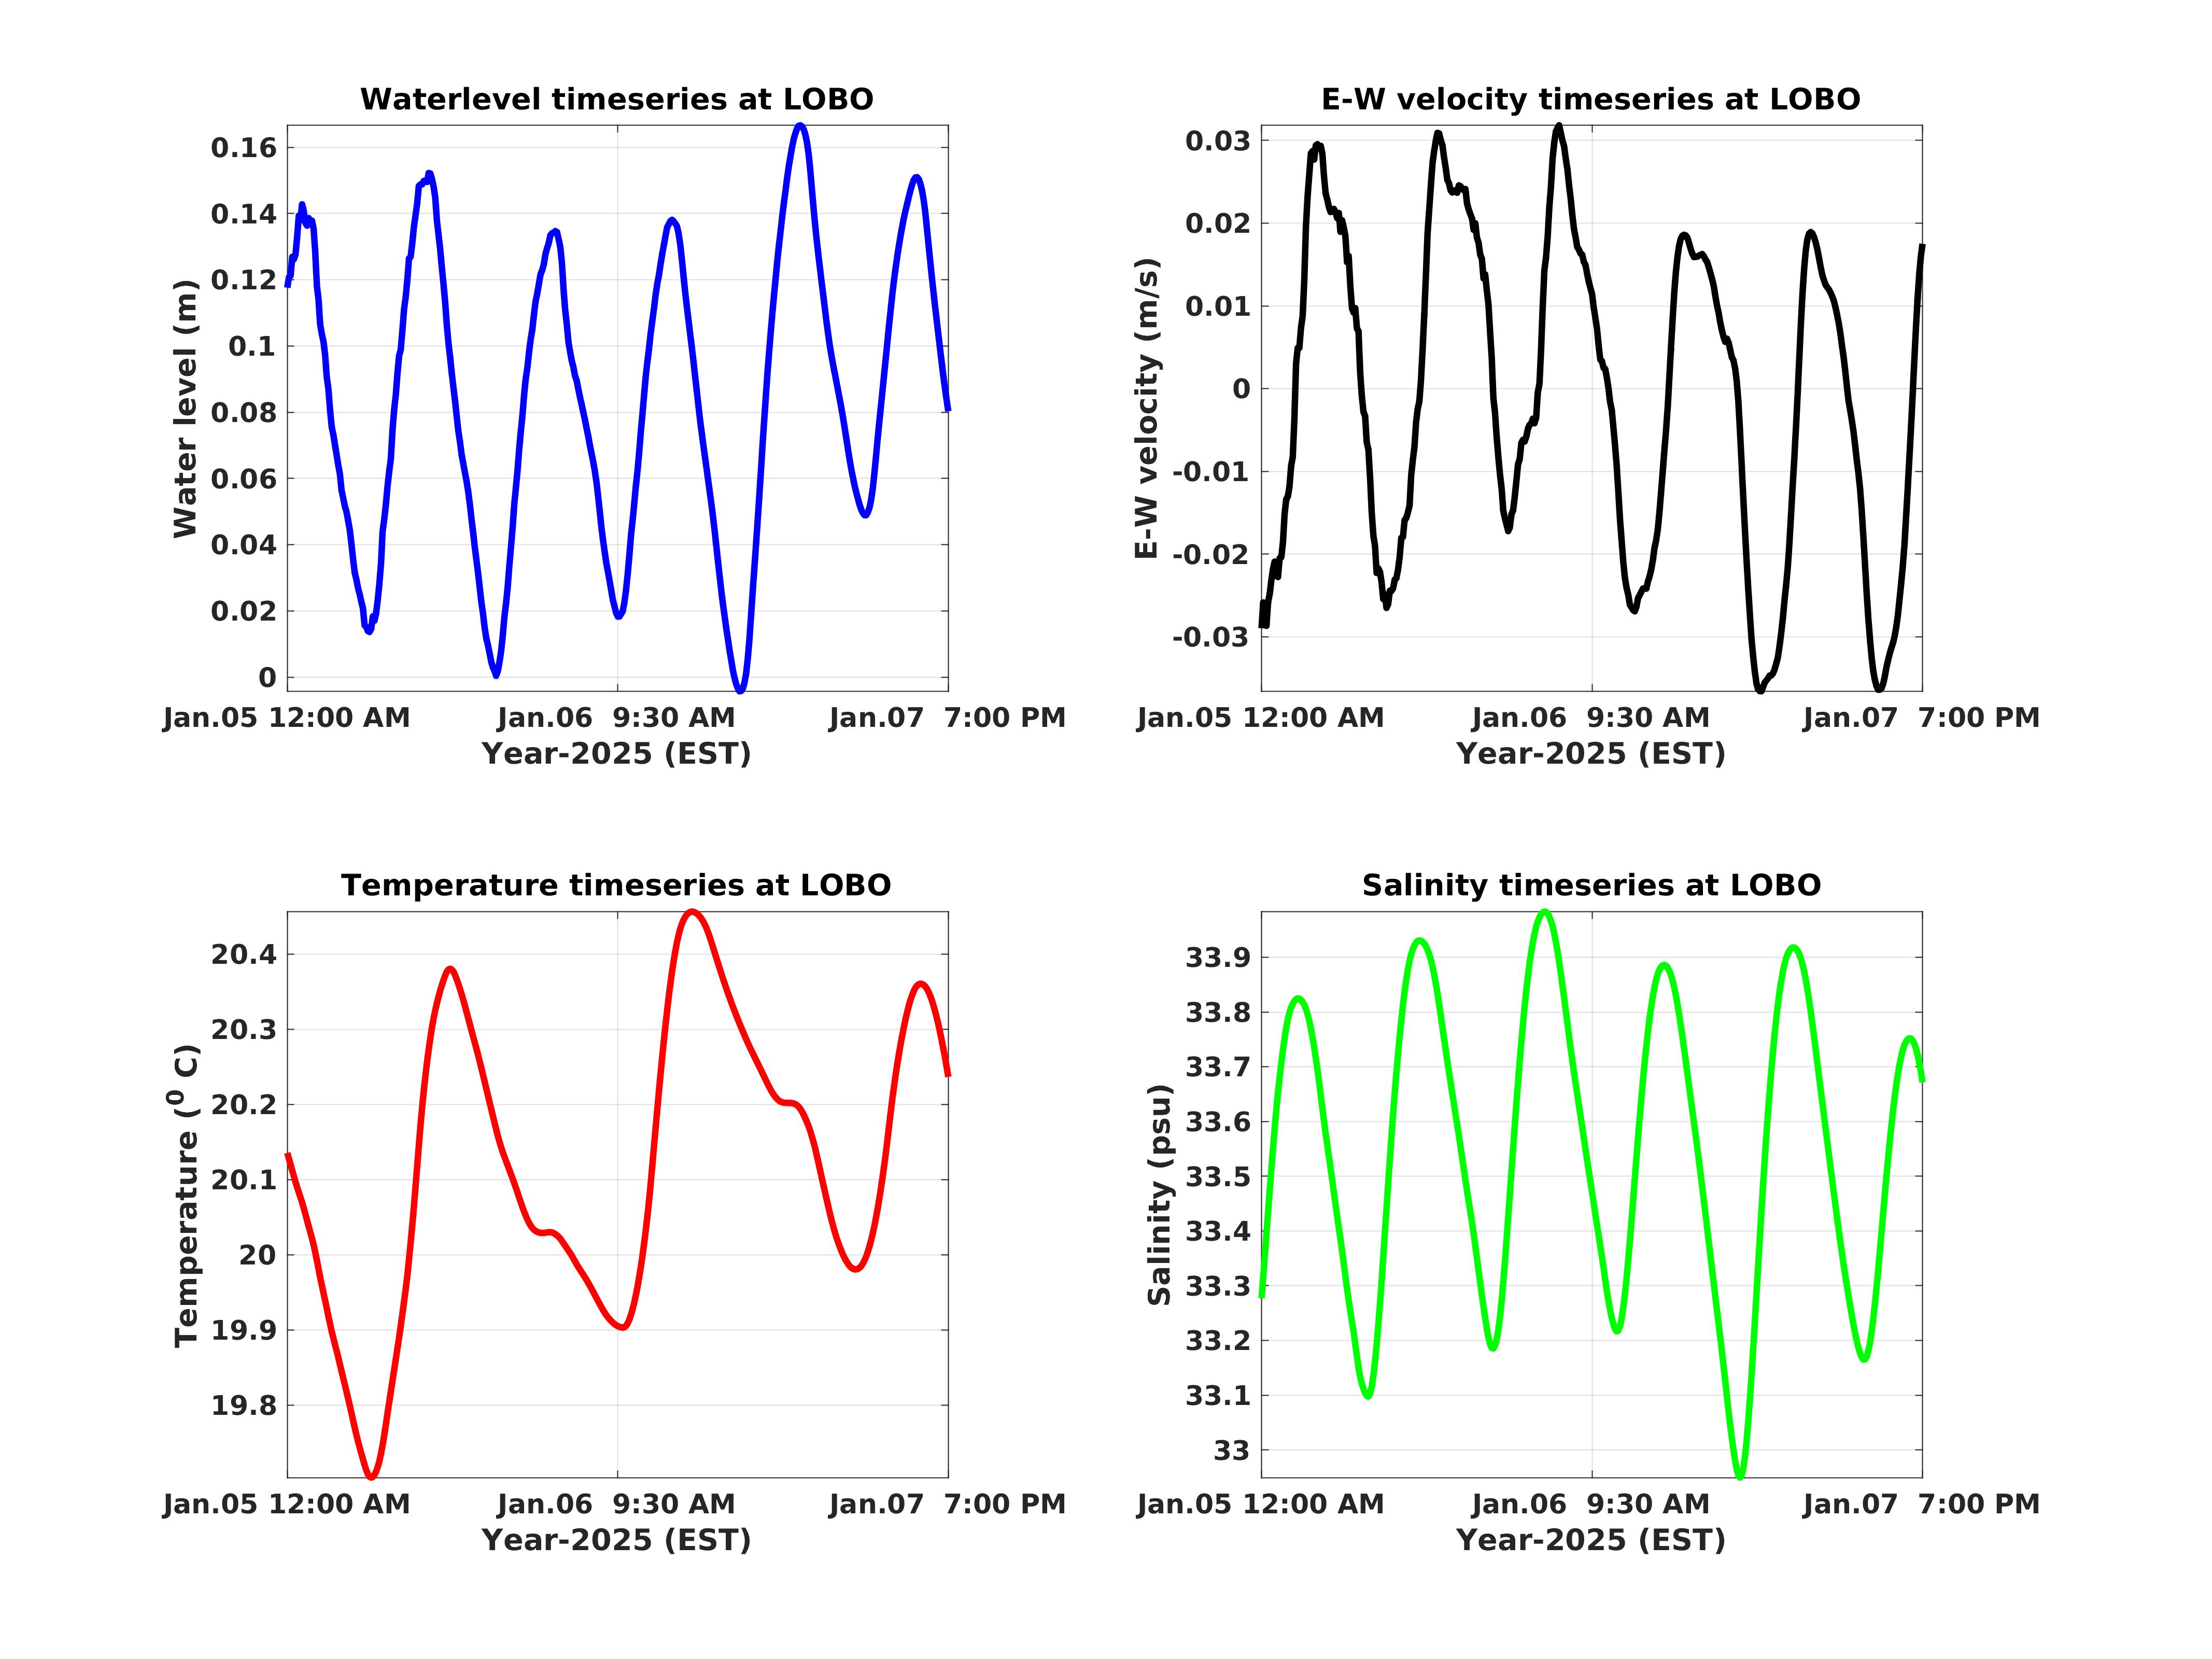 Waterlevel timeseries at LOBO
0.16
0.14
0.12
0.1
0.08
0.06
0.04
0.02
0
Water level (m)
Jan.05 12:00 AM
Jan.06  9:30 AM
Jan.07  7:00 PM
Year-2025 (EST)
E-W velocity timeseries at LOBO
0.03
0.02
0.01
0
-0.01
-0.02
-0.03
E-W velocity (m/s)
Jan.05 12:00 AM
Jan.06  9:30 AM
Jan.07  7:00 PM
Year-2025 (EST)
Temperature timeseries at LOBO
20.4
20.3
20.2
20.1
20
19.9
19.8
Temperature (⁰ C)
Jan.05 12:00 AM
Jan.06  9:30 AM
Jan.07  7:00 PM
Year-2025 (EST)
Salinity timeseries at LOBO
33.9
33.8
33.7
33.6
33.5
33.4
33.3
33.2
33.1
33
Salinity (psu)
Jan.05 12:00 AM
Jan.06  9:30 AM
Jan.07  7:00 PM
Year-2025 (EST)